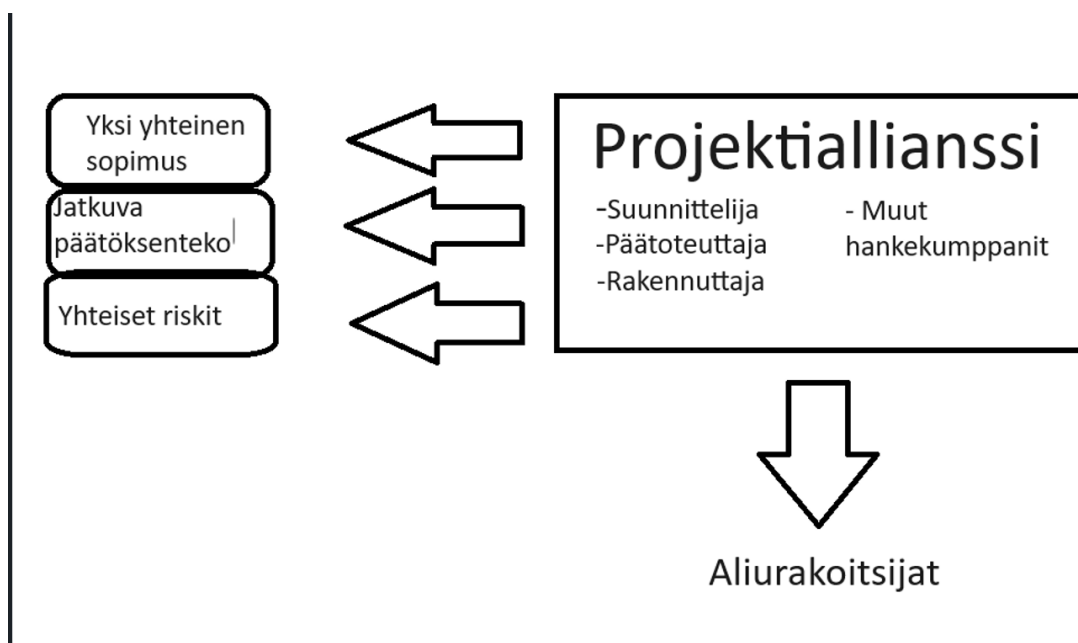 Yksi yhteinen
sopimus
Jatkuva
päätöksenteko
Yhteiset riskit
Projektiallianssi
-Suunnittelija
-Päätoteuttaja
-Rakennuttaja
- Muut
hankekumppanit
Aliurakoitsijat